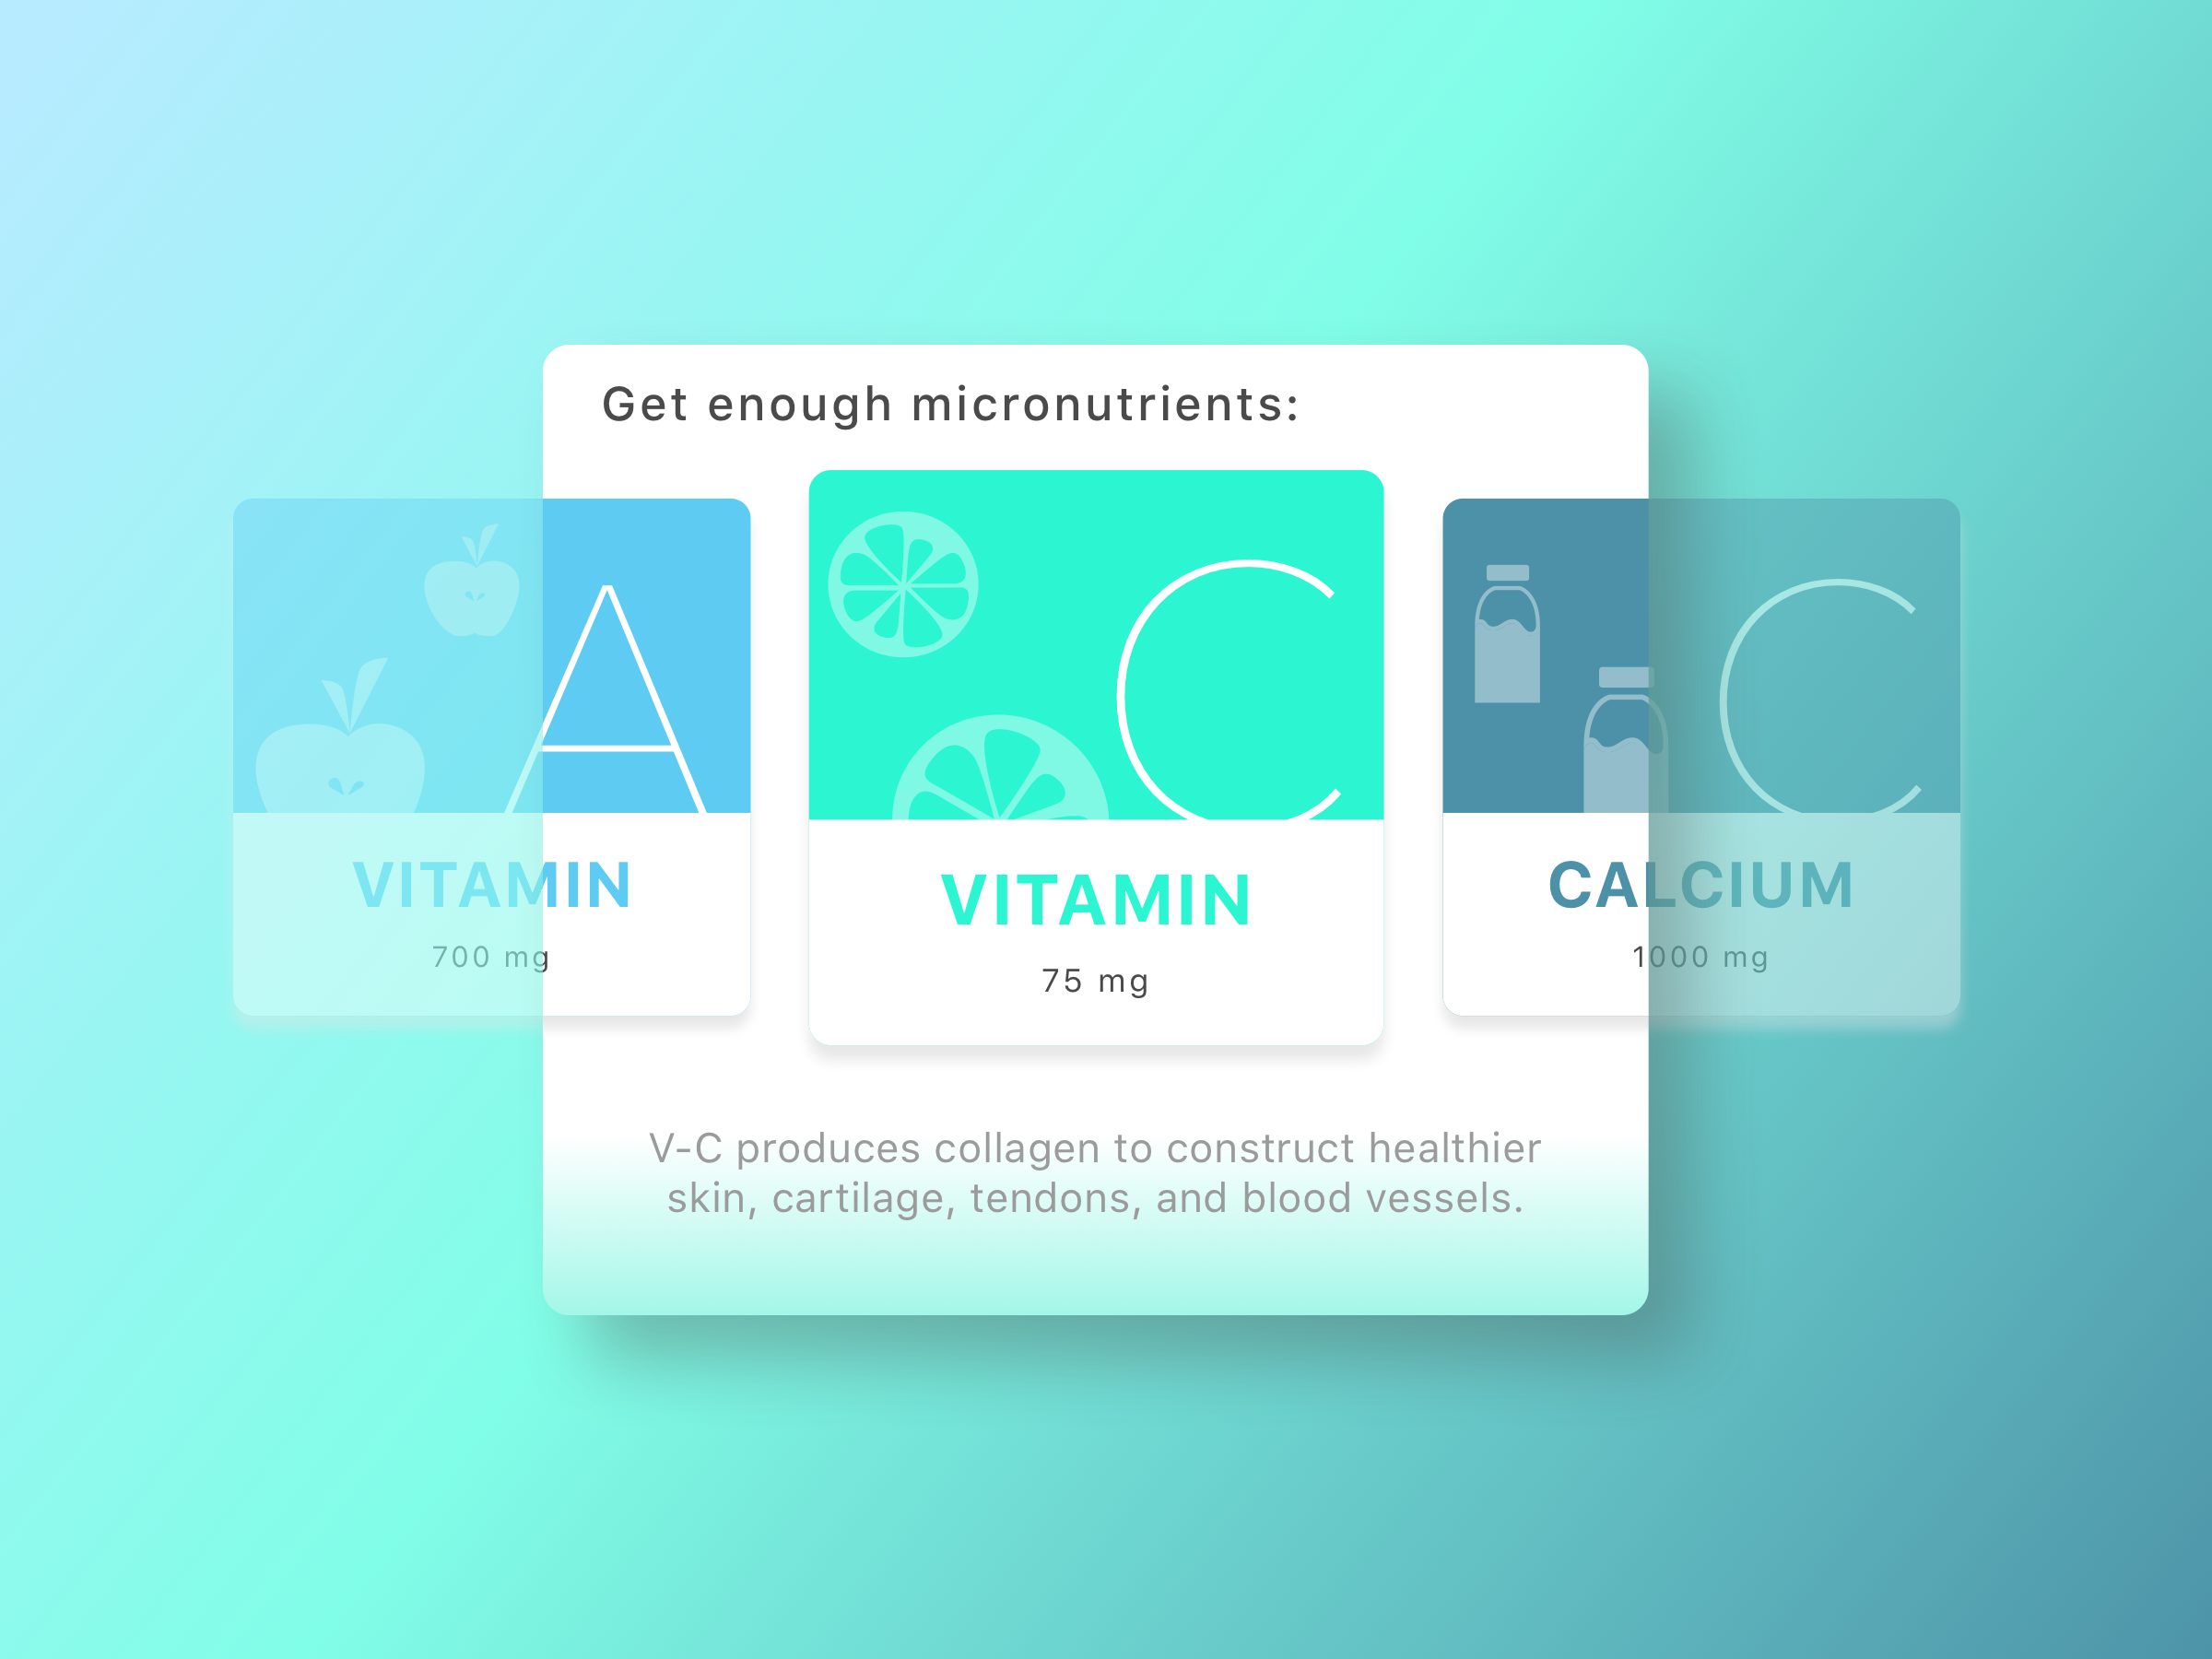 Get enough micronutrients:
A
VITAMIN
700 mg
C
VITAMIN
75 mg
C
CALCIUM
1000 mg
V-C produces collagen to construct healthier
skin, cartilage, tendons, and blood vessels.